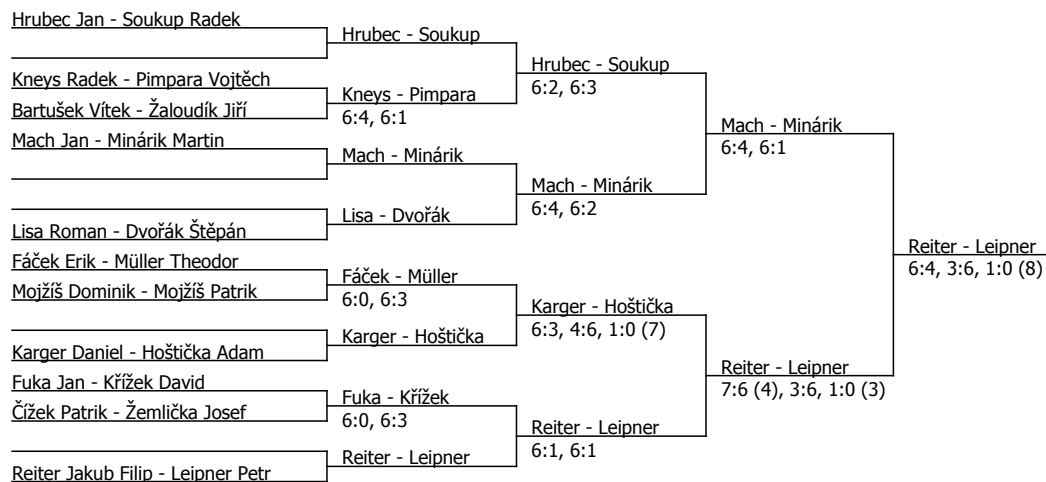 Hrubec Jan - Soukup Radek
Kneys Radek - Pimpara Vojtěch
Bartušek Vítek - Žaloudík Jiří
Mach Jan - Minárik Martin
Lisa Roman - Dvořák Štěpán
Fáček Erik - Müller Theodor
Mojžíš Dominik - Mojžíš Patrik
Karger Daniel - Hoštička Adam
Fuka Jan - Křížek David
Čížek Patrik - Žemlička Josef
Reiter Jakub Filip - Leipner Petr
Hrubec - Soukup
Kneys - Pimpara
6:4, 6:1
Mach - Minárik
Lisa - Dvořák
Fáček - Müller
6:0, 6:3
Karger - Hoštička
Fuka - Křížek
6:0, 6:3
Reiter - Leipner
Hrubec - Soukup
6:2, 6:3
Mach - Minárik
6:4, 6:2
Karger - Hoštička
6:3, 4:6, 1:0 (7)
Reiter - Leipner
6:1, 6:1
Mach - Minárik
6:4, 6:1
Reiter - Leipner
7:6 (4), 3:6, 1:0 (3)
Reiter - Leipner
6:4, 3:6, 1:0 (8)